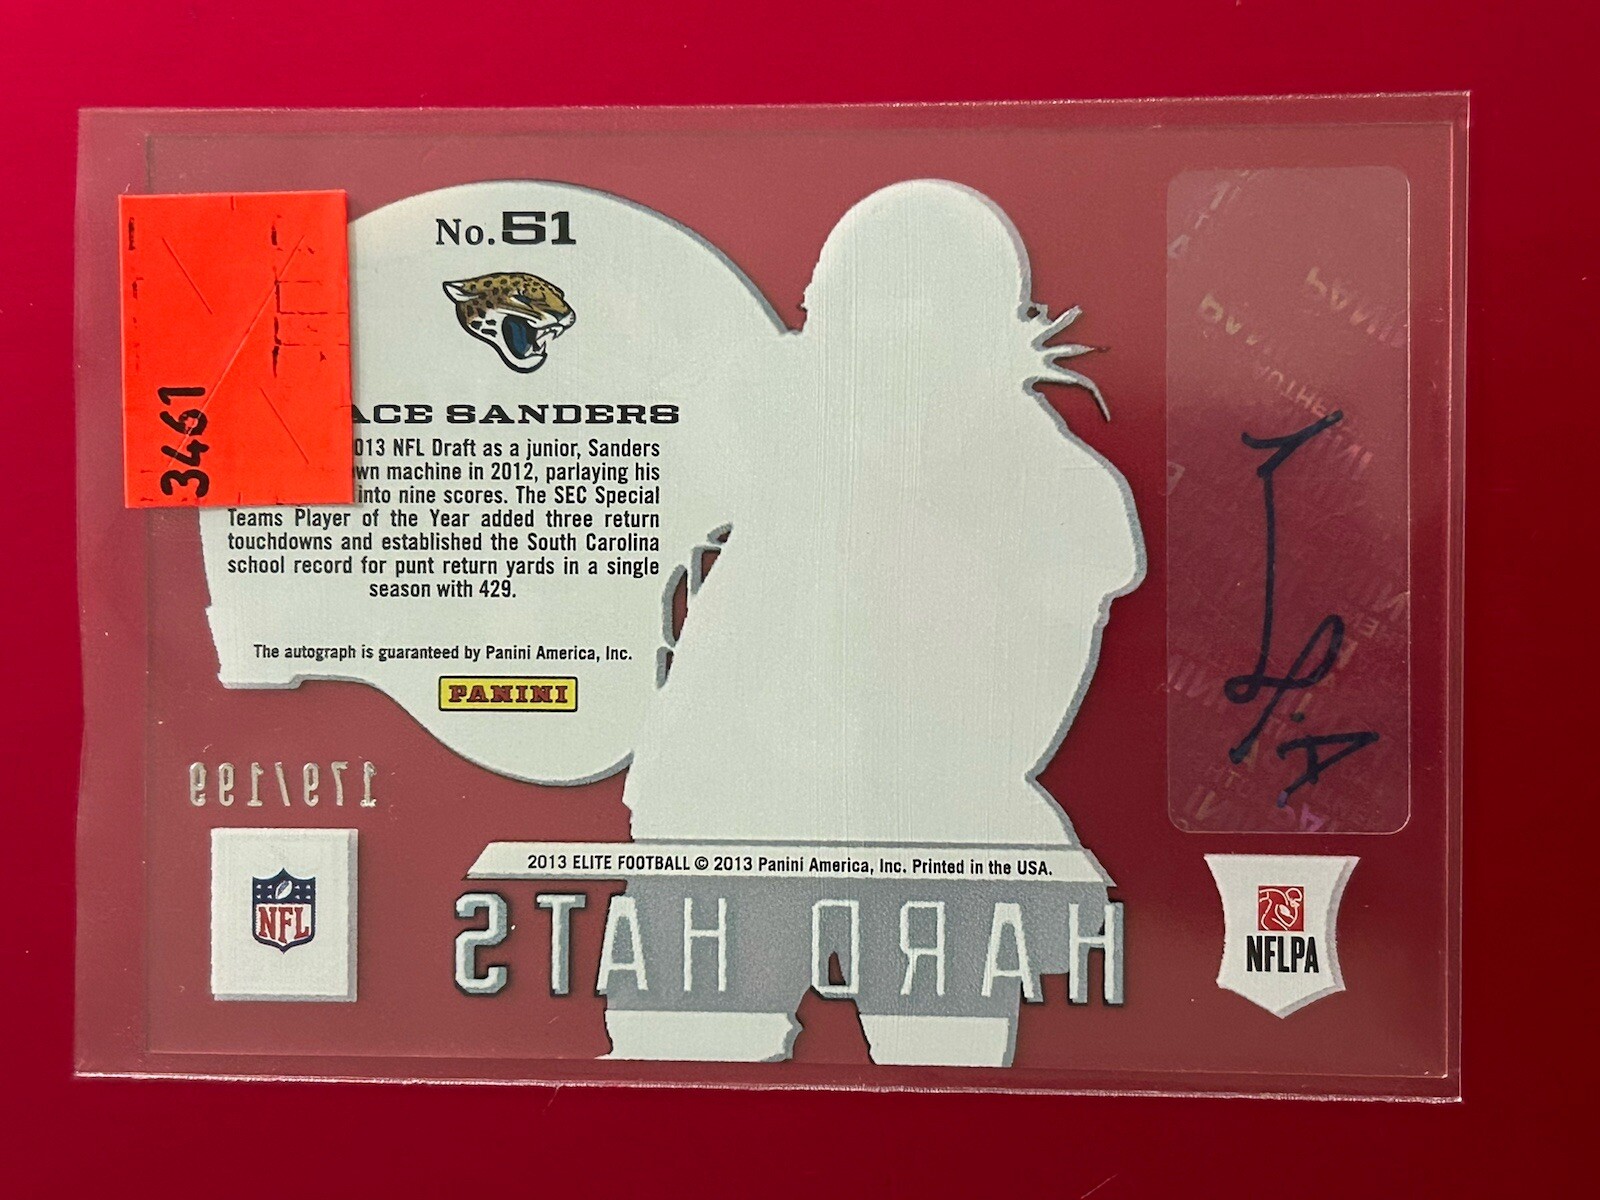 No. 51
3461
ACE SANDERS
013 NFL Draft as a junior, Sanders
wn machine in 2012, parlaying his
into nine scores. The SEC Special
Teams Player of the Year added three return
touchdowns and established the South Carolina
school record for punt return yards in a single
season with 429.
The autograph is guaranteed by Panini America, Inc.
PANINI
179/199
2013 ELITE FOOTBALL © 2013 Panini America, Inc. Printed in the USA.
HARD HATS
NFL
NFLPA